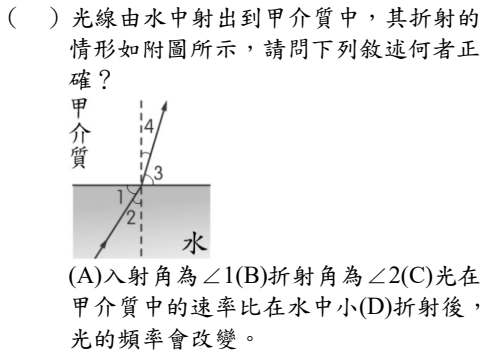 (　) 光線由水中射出到甲介質中，其折射的
情形如附圖所示，請問下列敘述何者正
確？
甲介質
4
3
1
2
水
(A)入射角為∠1(B)折射角為∠2(C)光在
甲介質中的速率比在水中小(D)折射後，
光的頻率會改變。